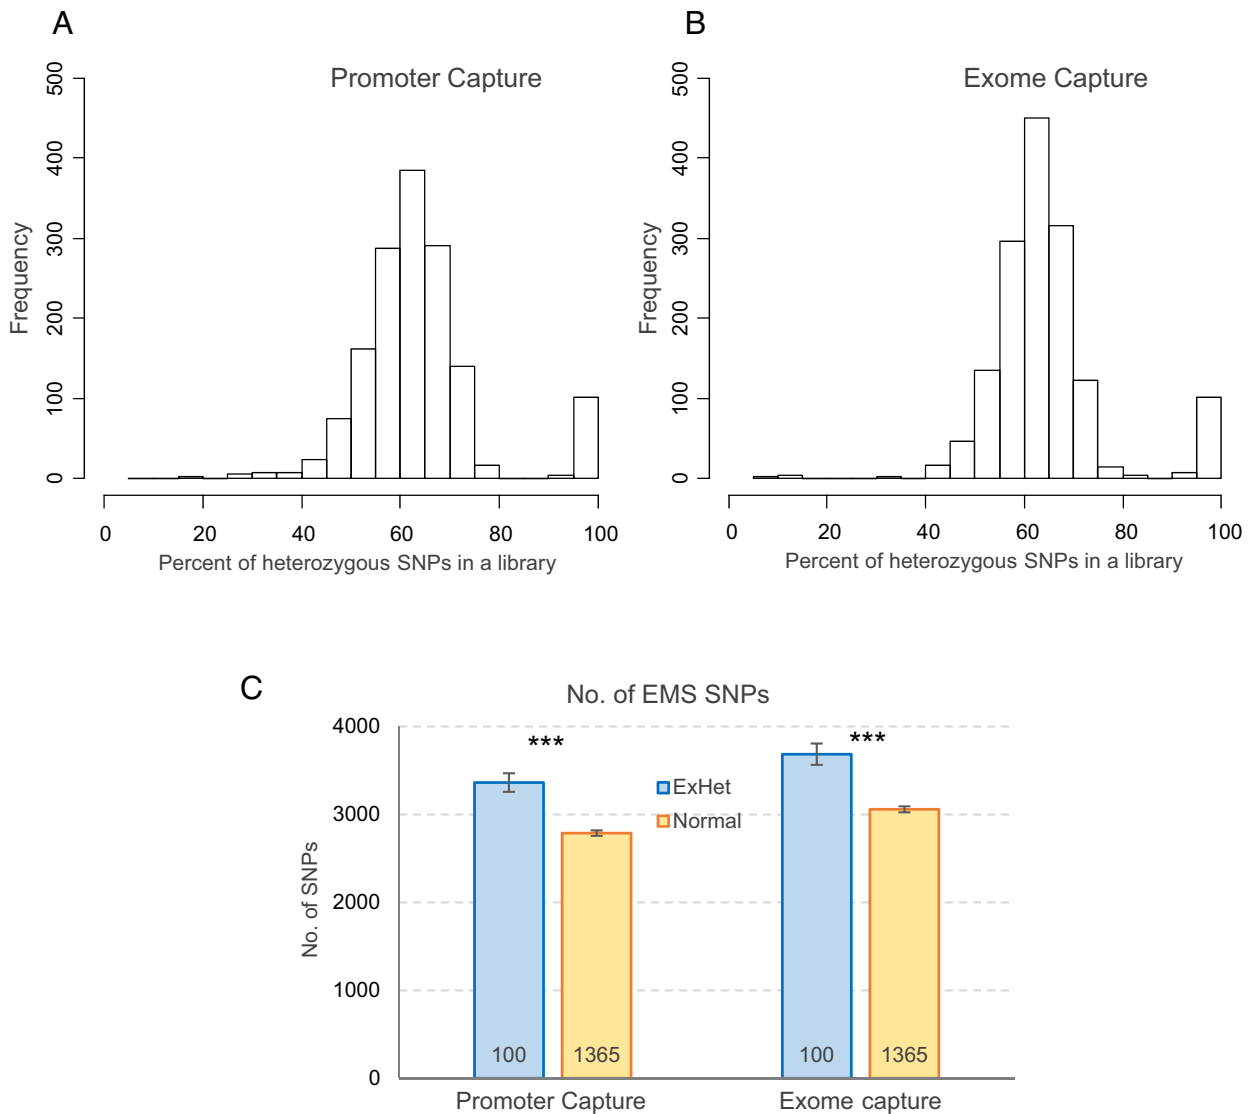 A
Promoter Capture
500
400
300
200
100
0
Frequency
0 20 40 60 80 100
Percent of heterozygous SNPs in a library
B
Exome Capture
500
400
300
200
100
0
Frequency
0 20 40 60 80 100
Percent of heterozygous SNPs in a library
C
No. of EMS SNPs
4000
3000
2000
1000
0
No. of SNPs
*** ***
ExHet
Normal
100 1365 100 1365
Promoter Capture Exome capture